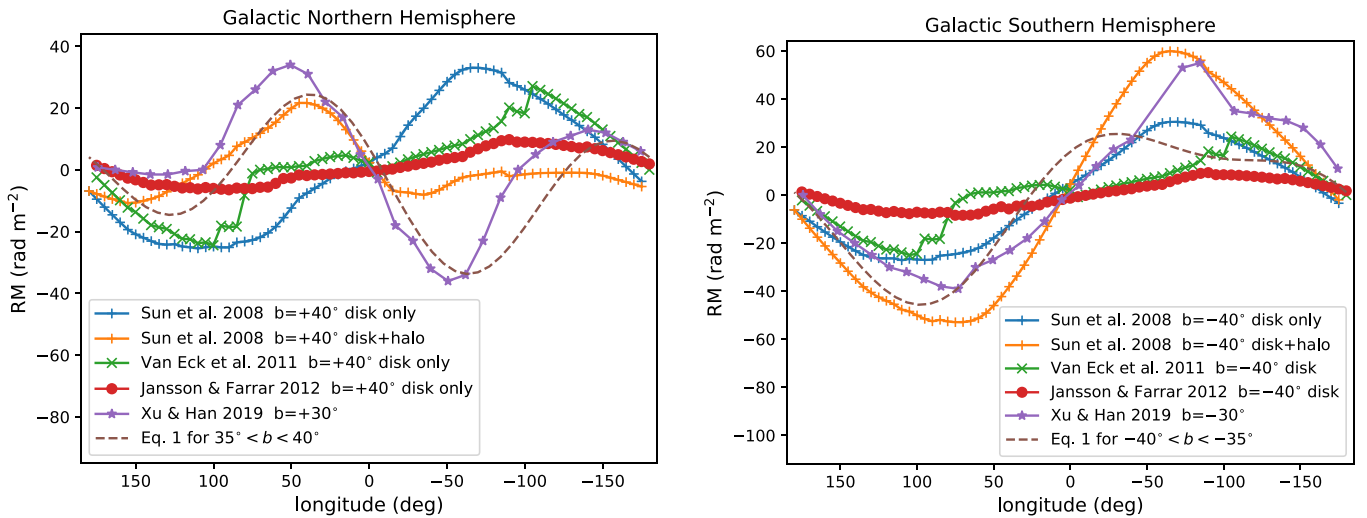 Galactic Northern Hemisphere
RM (rad m⁻²)
40
20
0
−20
−40
−60
−80
Sun et al. 2008 b=+40° disk only
Sun et al. 2008 b=+40° disk+halo
Van Eck et al. 2011 b=+40° disk only
Jansson & Farrar 2012 b=+40° disk only
Xu & Han 2019 b=+30°
Eq. 1 for 35° < b < 40°
150 100 50 0 −50 −100 −150
longitude (deg)
Galactic Southern Hemisphere
RM (rad m⁻²)
60
40
20
0
−20
−40
−60
−80
−100
Sun et al. 2008 b=−40° disk only
Sun et al. 2008 b=−40° disk+halo
Van Eck et al. 2011 b=−40° disk
Jansson & Farrar 2012 b=−40° disk
Xu & Han 2019 b=−30°
Eq. 1 for −40° < b < −35°
150 100 50 0 −50 −100 −150
longitude (deg)